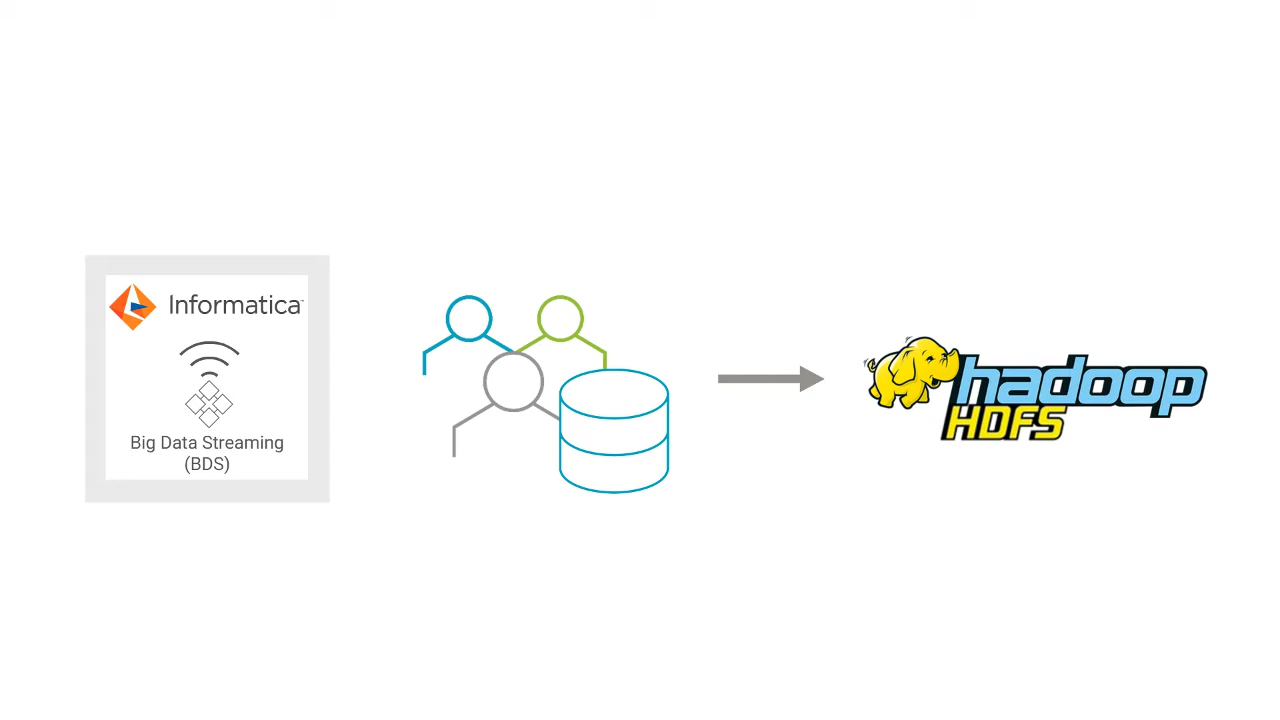 Informatica
Big Data Streaming
(BDS)
hadoop
HDFS